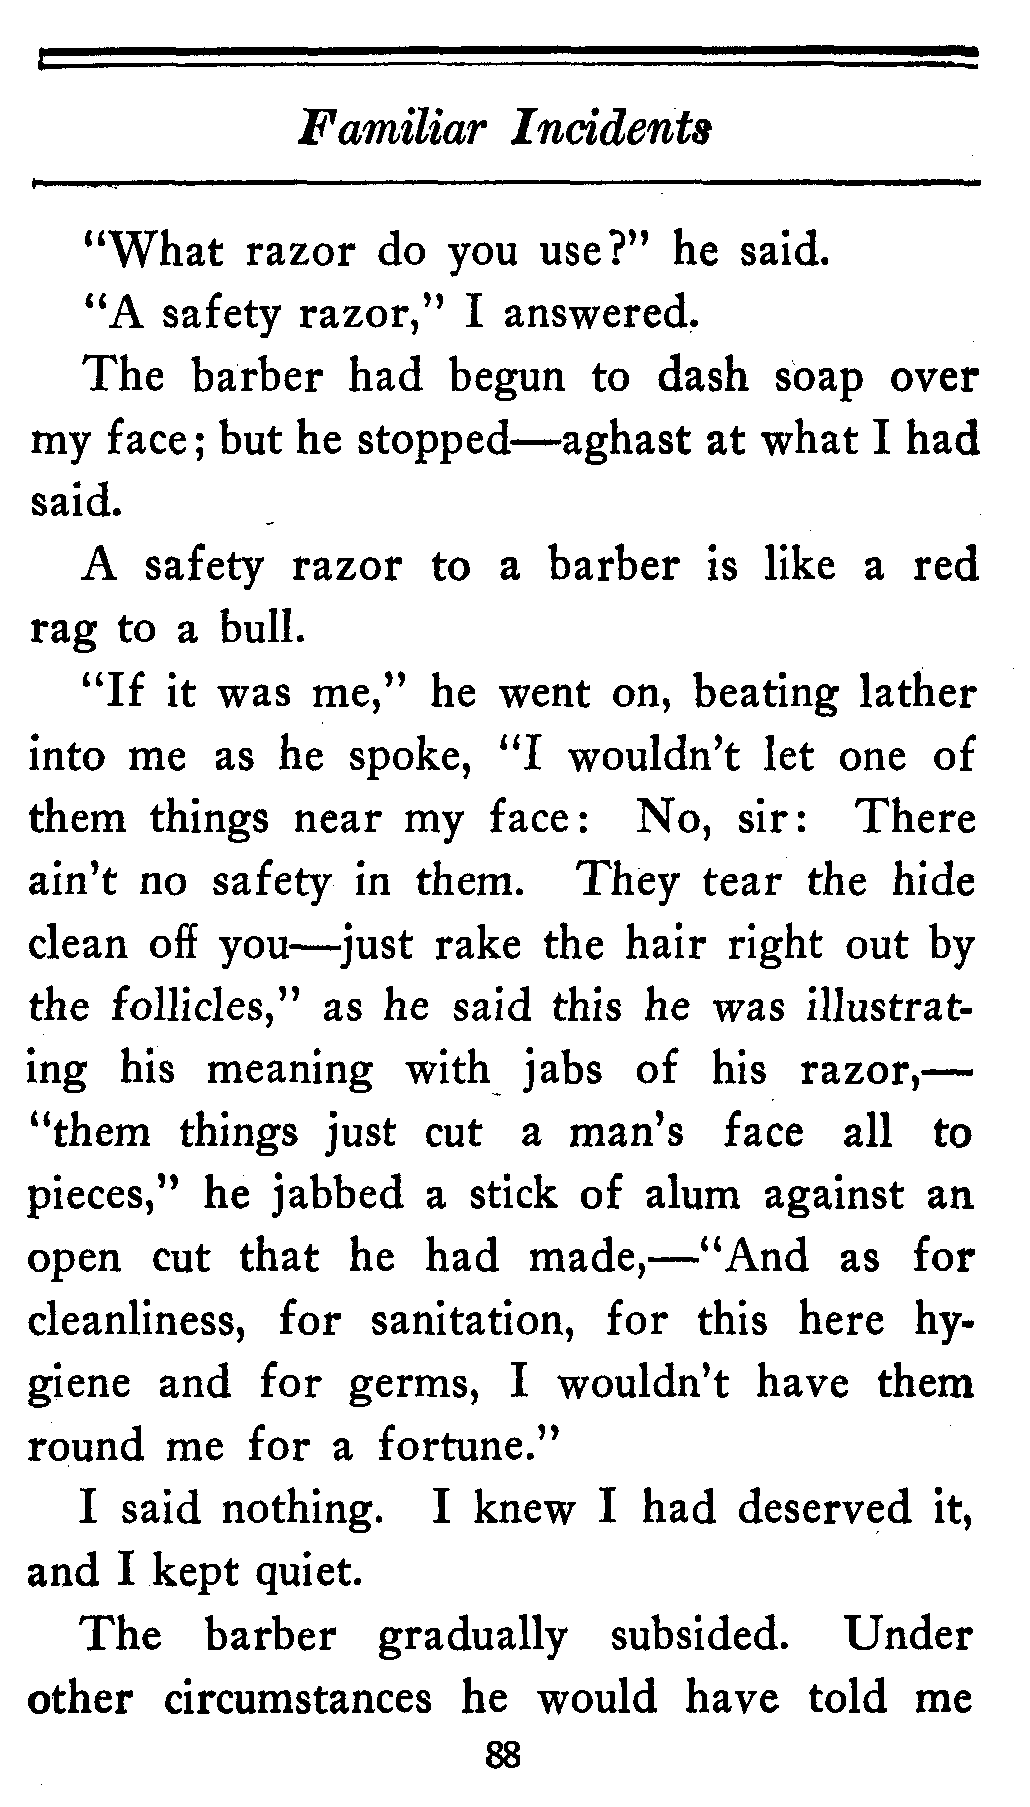 Familiar Incidents
"What razor do you use?" he said.
"A safety razor," I answered.
The barber had begun to dash soap over
my face; but he stopped—aghast at what I had
said.
A safety razor to a barber is like a red
rag to a bull.
"If it was me," he went on, beating lather
into me as he spoke, "I wouldn't let one of
them things near my face: No, sir: There
ain't no safety in them. They tear the hide
clean off you—just rake the hair right out by
the follicles," as he said this he was illustrat-
ing his meaning with jabs of his razor,—
"them things just cut a man's face all to
pieces," he jabbed a stick of alum against an
open cut that he had made,—"And as for
cleanliness, for sanitation, for this here hy-
giene and for germs, I wouldn't have them
round me for a fortune."
I said nothing. I knew I had deserved it,
and I kept quiet.
The barber gradually subsided. Under
other circumstances he would have told me
88